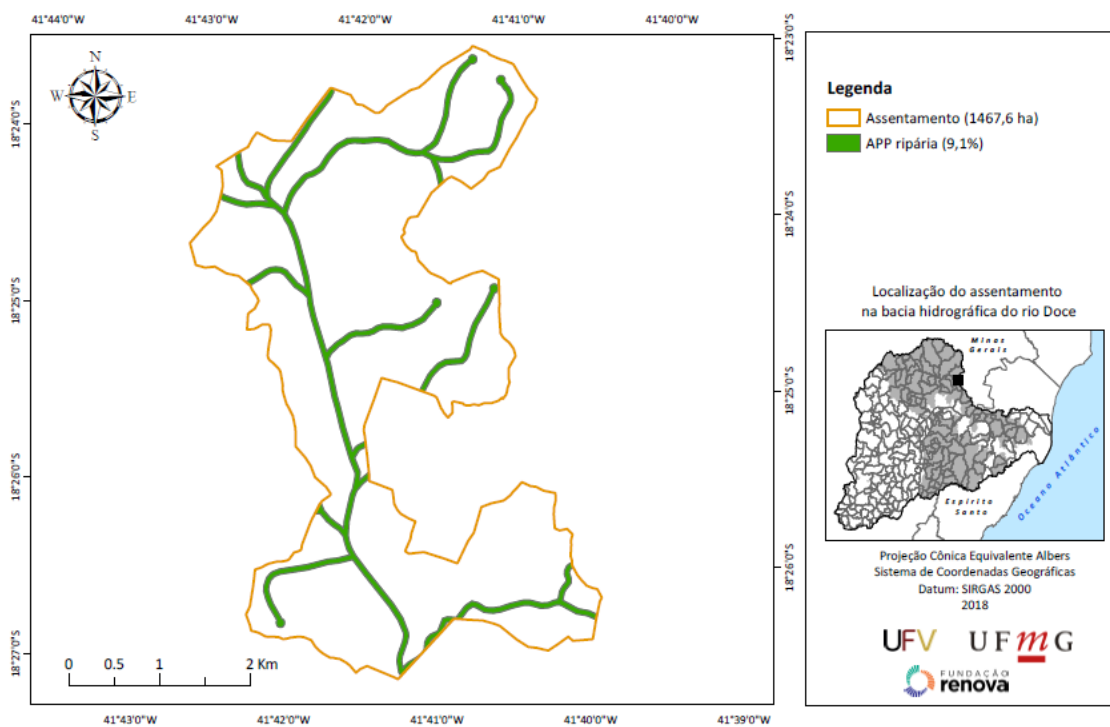 41°44'0"W 41°43'0"W 41°42'0"W 41°41'0"W 41°40'0"W
18°23'0"S
18°24'0"S
18°24'0"S
18°25'0"S
18°25'0"S
18°26'0"S
18°26'0"S
18°27'0"S
N
W E
S
0 0.5 1 2 Km
41°43'0"W 41°42'0"W 41°41'0"W 41°40'0"W 41°39'0"W
Legenda
Assentamento (1467,6 ha)
APP ripária (9,1%)
Localização do assentamento
na bacia hidrográfica do rio Doce
Minas
Gerais
Espírito
Santo
Oceano Atlântico
Projeção Cônica Equivalente Albers
Sistema de Coordenadas Geográficas
Datum: SIRGAS 2000
2018
UFV UFmG
FUNDAÇÃO
renova